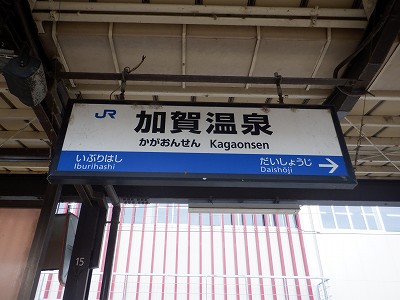 JR
加賀温泉
かがおんせん Kagaonsen
いぶりはし だいしょうじ
Iburihashi Daishōji
15